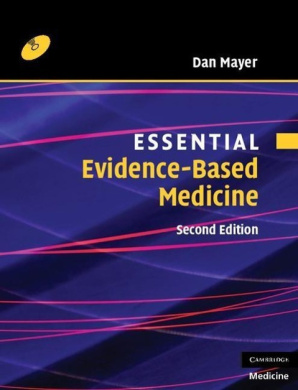 Dan Mayer
ESSENTIAL
Evidence-Based
Medicine
Second Edition
CAMBRIDGE
Medicine